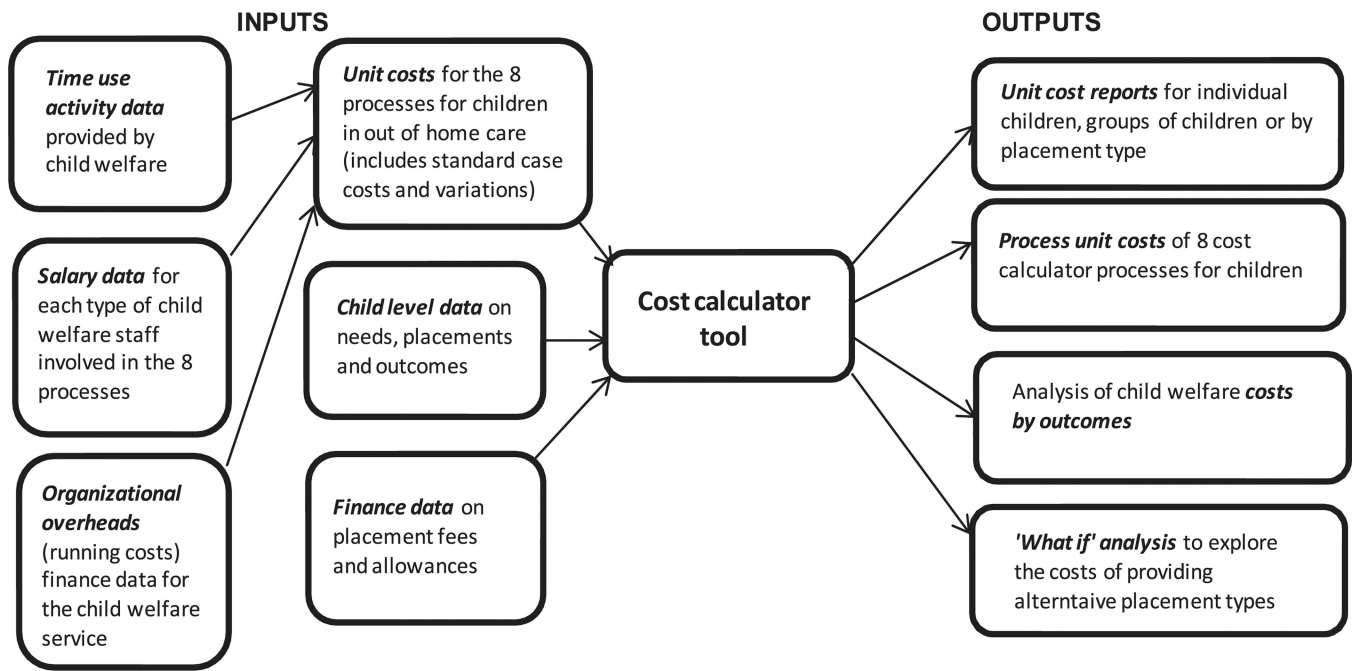 INPUTS
OUTPUTS
Time use
activity data
provided by
child welfare
Salary data for
each type of child
welfare staff
involved in the 8
processes
Organizational
overheads
(running costs)
finance data for
the child welfare
service
Unit costs for the 8
processes for children
in out of home care
(includes standard case
costs and variations)
Child level data on
needs, placements
and outcomes
Finance data on
placement fees
and allowances
Cost calculator
tool
Unit cost reports for individual
children, groups of children or by
placement type
Process unit costs of 8 cost
calculator processes for children
Analysis of child welfare costs
by outcomes
'What if' analysis to explore
the costs of providing
alterntaive placement types